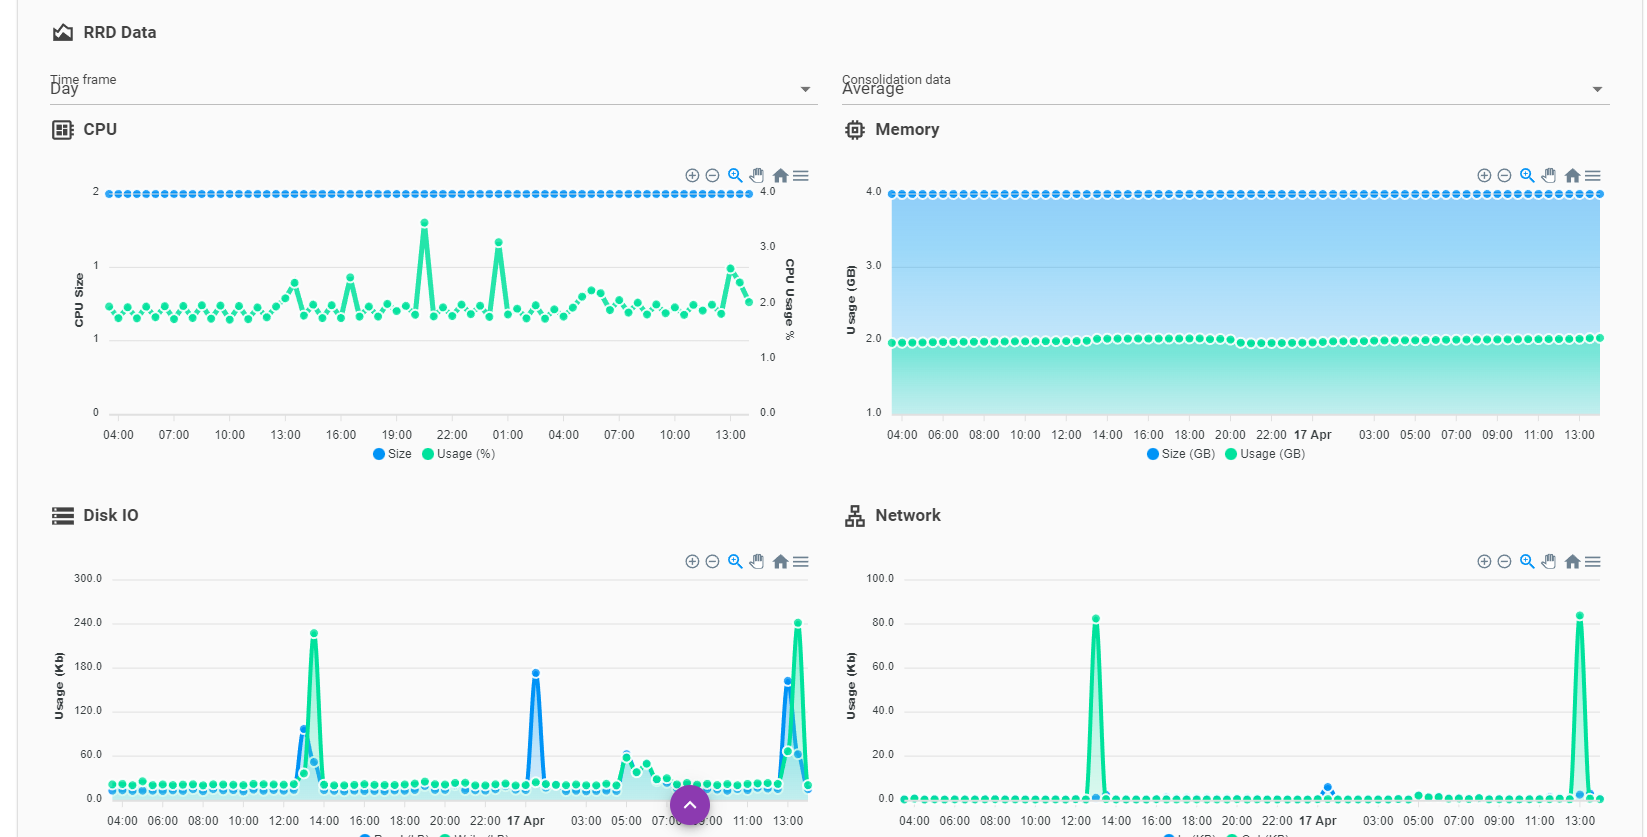 RRD Data
Time frame
Day
Consolidation data
Average
CPU
2
1
1
0
CPU Size
4.0
3.0
2.0
1.0
0.0
CPU Usage %
04:00 07:00 10:00 13:00 16:00 19:00 22:00 01:00 04:00 07:00 10:00 13:00
Size Usage (%)
Memory
4.0
3.0
2.0
1.0
Usage (GB)
04:00 06:00 08:00 10:00 12:00 14:00 16:00 18:00 20:00 22:00 17 Apr 03:00 05:00 07:00 09:00 11:00 13:00
Size (GB) Usage (GB)
Disk IO
300.0
240.0
180.0
120.0
60.0
0.0
Usage (Kb)
04:00 06:00 08:00 10:00 12:00 14:00 16:00 18:00 20:00 22:00 17 Apr 03:00 05:00 07:00 09:00 11:00 13:00
Network
100.0
80.0
60.0
40.0
20.0
0.0
Usage (Kb)
04:00 06:00 08:00 10:00 12:00 14:00 16:00 18:00 20:00 22:00 17 Apr 03:00 05:00 07:00 09:00 11:00 13:00